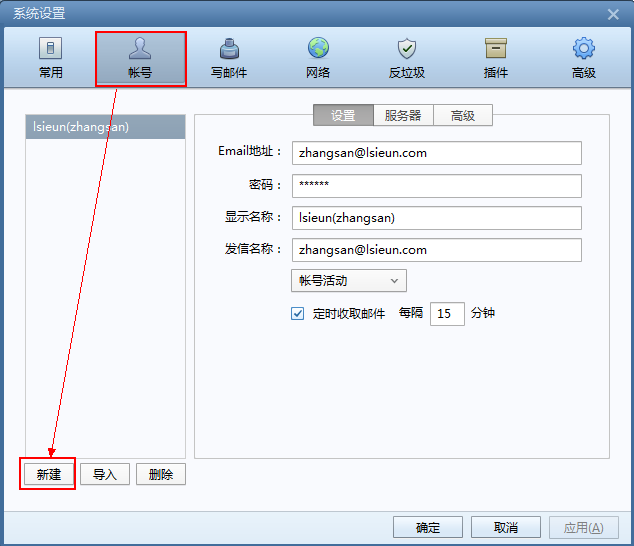 系统设置
常用 帐号 写邮件 网络 反垃圾 插件 高级
设置 服务器 高级
lsieun(zhangsan)
Email地址： zhangsan@lsieun.com
密码： ******
显示名称： lsieun(zhangsan)
发信名称： zhangsan@lsieun.com
帐号活动
定时收取邮件 每隔 15 分钟
新建 导入 删除
确定 取消 应用(A)